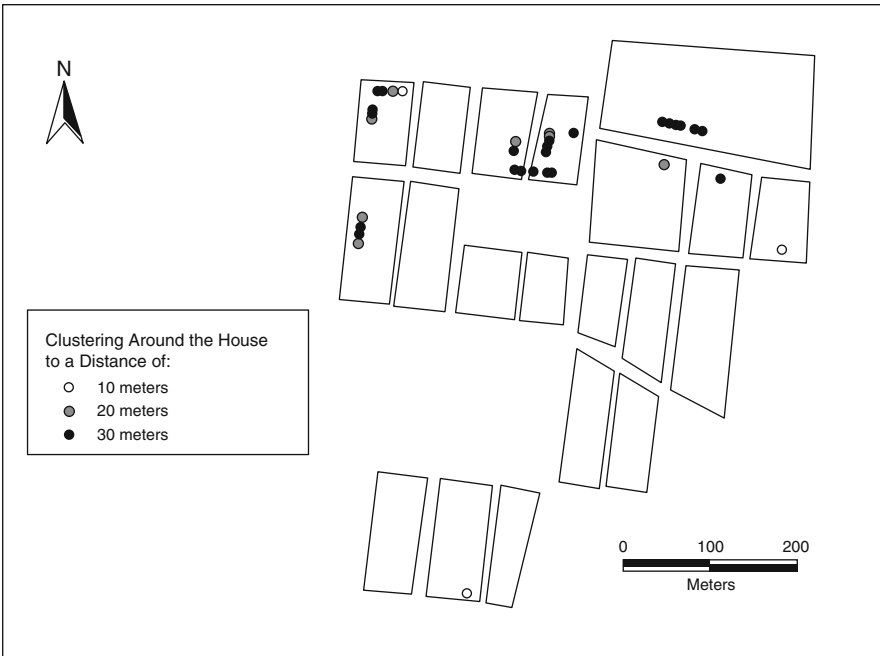 N
Clustering Around the House
to a Distance of:
10 meters
20 meters
30 meters
0 100 200
Meters